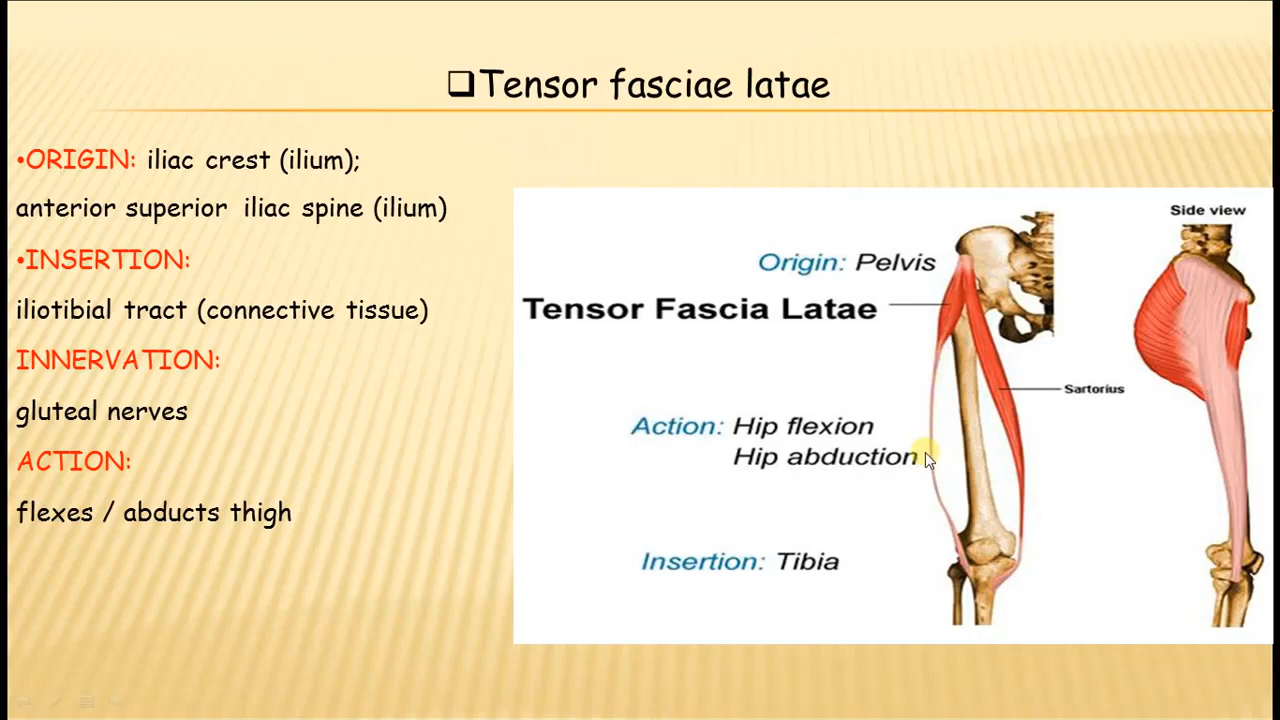 ❑Tensor fasciae latae
•ORIGIN: iliac crest (ilium);
anterior superior iliac spine (ilium)
•INSERTION:
iliotibial tract (connective tissue)
INNERVATION:
gluteal nerves
ACTION:
flexes / abducts thigh
Side view
Origin: Pelvis
Tensor Fascia Latae
Sartorius
Action: Hip flexion
Hip abduction
Insertion: Tibia